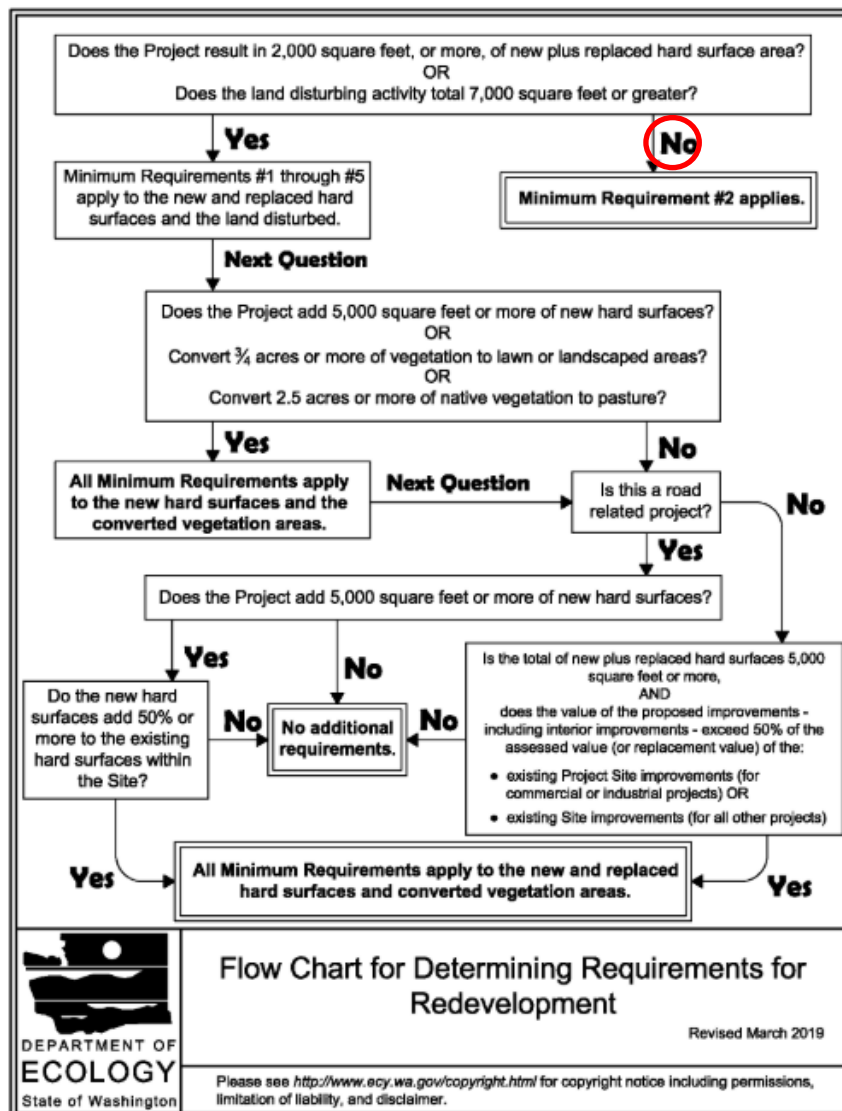 Does the Project result in 2,000 square feet, or more, of new plus replaced hard surface area?
OR
Does the land disturbing activity total 7,000 square feet or greater?
Yes
No
Minimum Requirements #1 through #5
apply to the new and replaced hard
surfaces and the land disturbed.
Minimum Requirement #2 applies.
Next Question
Does the Project add 5,000 square feet or more of new hard surfaces?
OR
Convert ¾ acres or more of vegetation to lawn or landscaped areas?
OR
Convert 2.5 acres or more of native vegetation to pasture?
Yes
No
All Minimum Requirements apply
to the new hard surfaces and the
converted vegetation areas.
Next Question
Is this a road
related project?
No
Yes
Does the Project add 5,000 square feet or more of new hard surfaces?
Yes
No
Do the new hard
surfaces add 50% or
more to the existing
hard surfaces within
the Site?
No
No additional
requirements.
No
Is the total of new plus replaced hard surfaces 5,000
square feet or more,
AND
does the value of the proposed improvements -
including interior improvements - exceed 50% of the
assessed value (or replacement value) of the:
• existing Project Site improvements (for
commercial or industrial projects) OR
• existing Site improvements (for all other projects)
Yes
All Minimum Requirements apply to the new and replaced
hard surfaces and converted vegetation areas.
Yes
DEPARTMENT OF
ECOLOGY
State of Washington
Flow Chart for Determining Requirements for
Redevelopment
Revised March 2019
Please see http://www.ecy.wa.gov/copyright.html for copyright notice including permissions,
limitation of liability, and disclaimer.